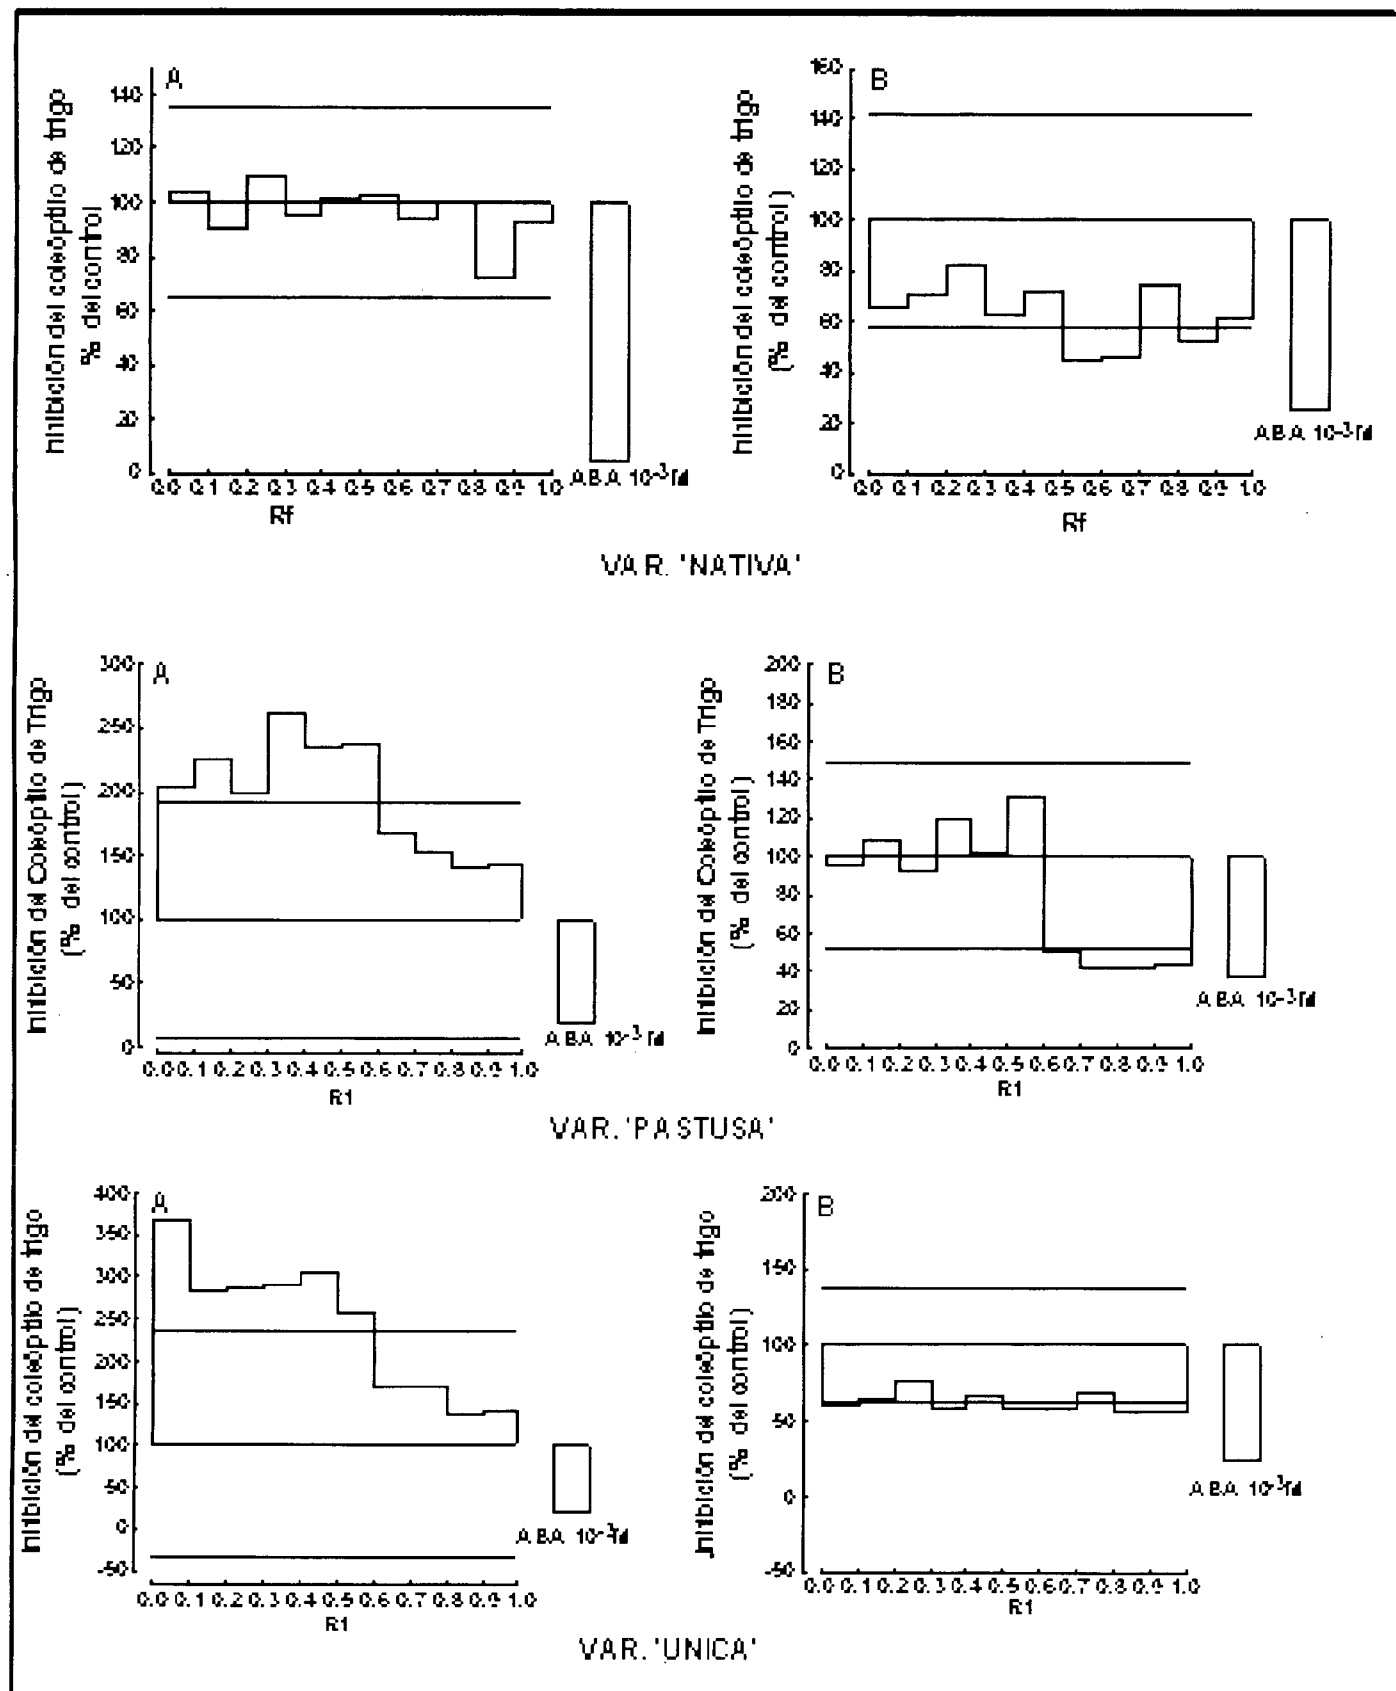 A
Inhibición del coleóptilo de trigo
% del control
140
120
100
80
60
40
20
0
0.0 0.1 0.2 0.3 0.4 0.5 0.6 0.7 0.8 0.9 1.0
Rf
ABA 10-3M
B
Inhibición del coleóptilo de trigo
(% del control)
160
140
120
100
80
60
40
20
0
0.0 0.1 0.2 0.3 0.4 0.5 0.6 0.7 0.8 0.9 1.0
Rf
ABA 10-3M
VAR. 'NATIVA'
A
Inhibición del Coleóptilo de Trigo
(% del control)
300
250
200
150
100
50
0
0.0 0.1 0.2 0.3 0.4 0.5 0.6 0.7 0.8 0.9 1.0
Rf
ABA 10-3M
B
Inhibición del Coleóptilo de Trigo
(% del control)
200
180
160
140
120
100
80
60
40
20
0
0.0 0.1 0.2 0.3 0.4 0.5 0.6 0.7 0.8 0.9 1.0
Rf
ABA 10-3M
VAR. 'PASTUSA'
A
Inhibición del coleóptilo de trigo
(% del control)
400
350
300
250
200
150
100
50
0
-50
0.0 0.1 0.2 0.3 0.4 0.5 0.6 0.7 0.8 0.9 1.0
Rf
ABA 10-3M
B
Inhibición del coleóptilo de trigo
(% del control)
200
150
100
50
0
-50
0.0 0.1 0.2 0.3 0.4 0.5 0.6 0.7 0.8 0.9 1.0
Rf
ABA 10-3M
VAR. 'UNICA'